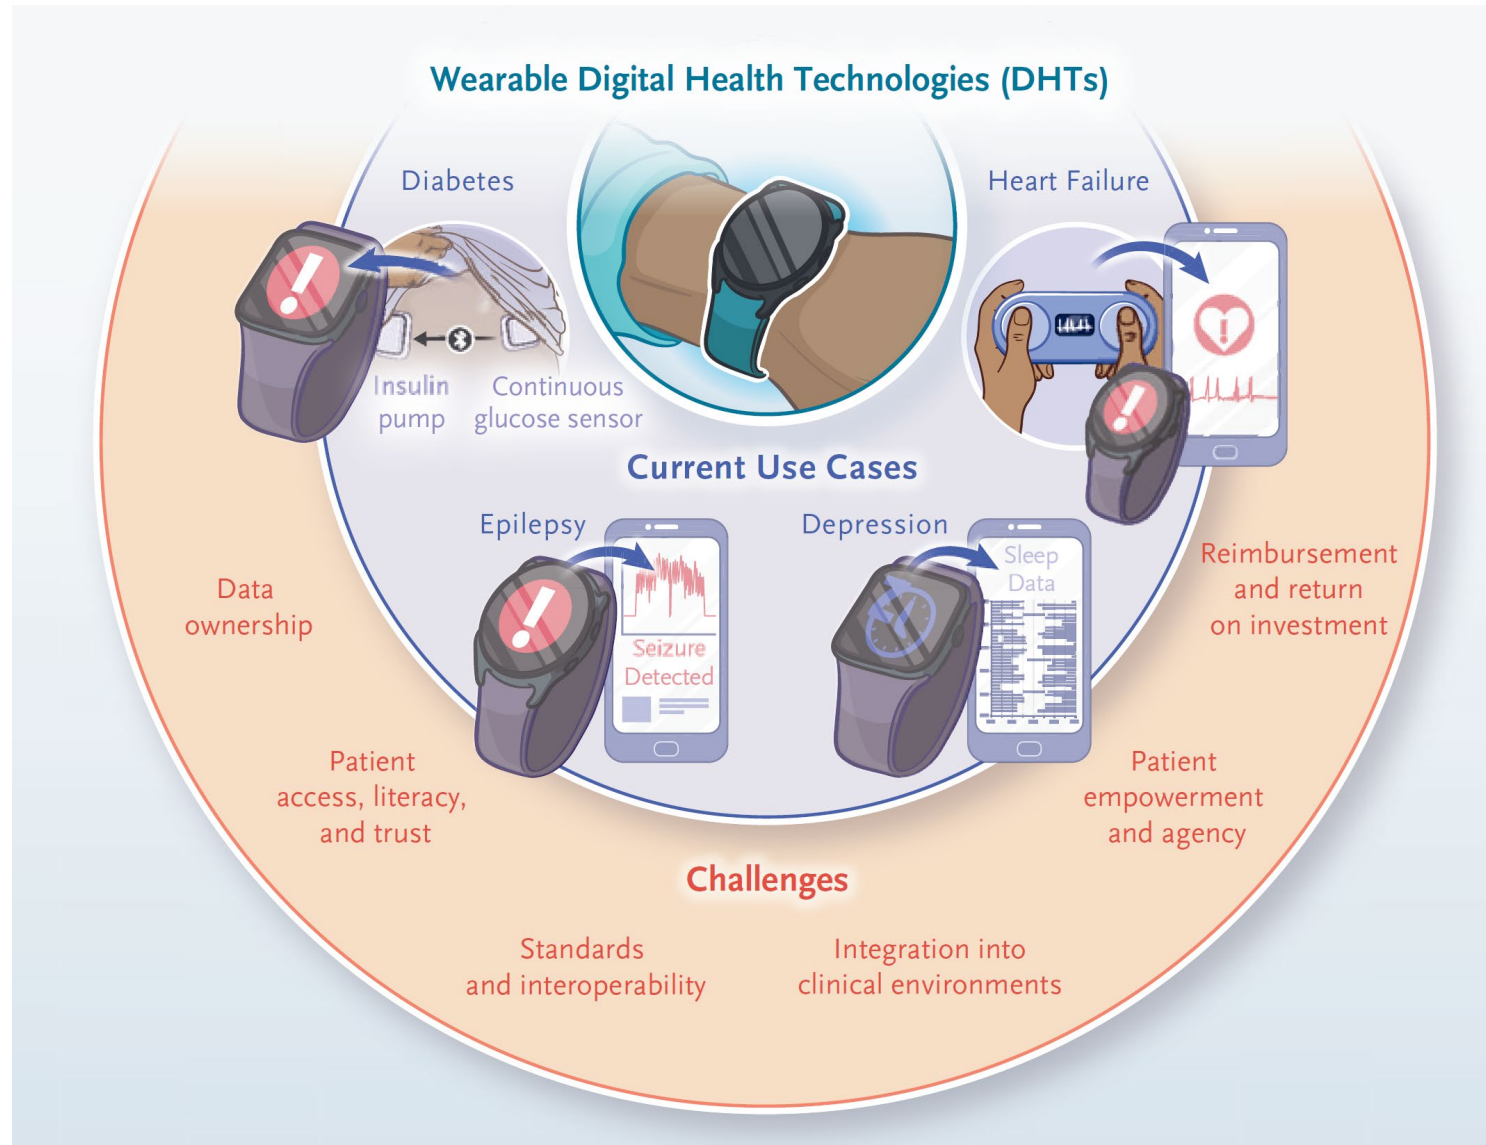 Wearable Digital Health Technologies (DHTs)
Diabetes
Heart Failure
Insulin
pump
Continuous
glucose sensor
Current Use Cases
Epilepsy
Seizure
Detected
Depression
Sleep
Data
Data
ownership
Reimbursement
and return
on investment
Patient
access, literacy,
and trust
Patient
empowerment
and agency
Challenges
Standards
and interoperability
Integration into
clinical environments